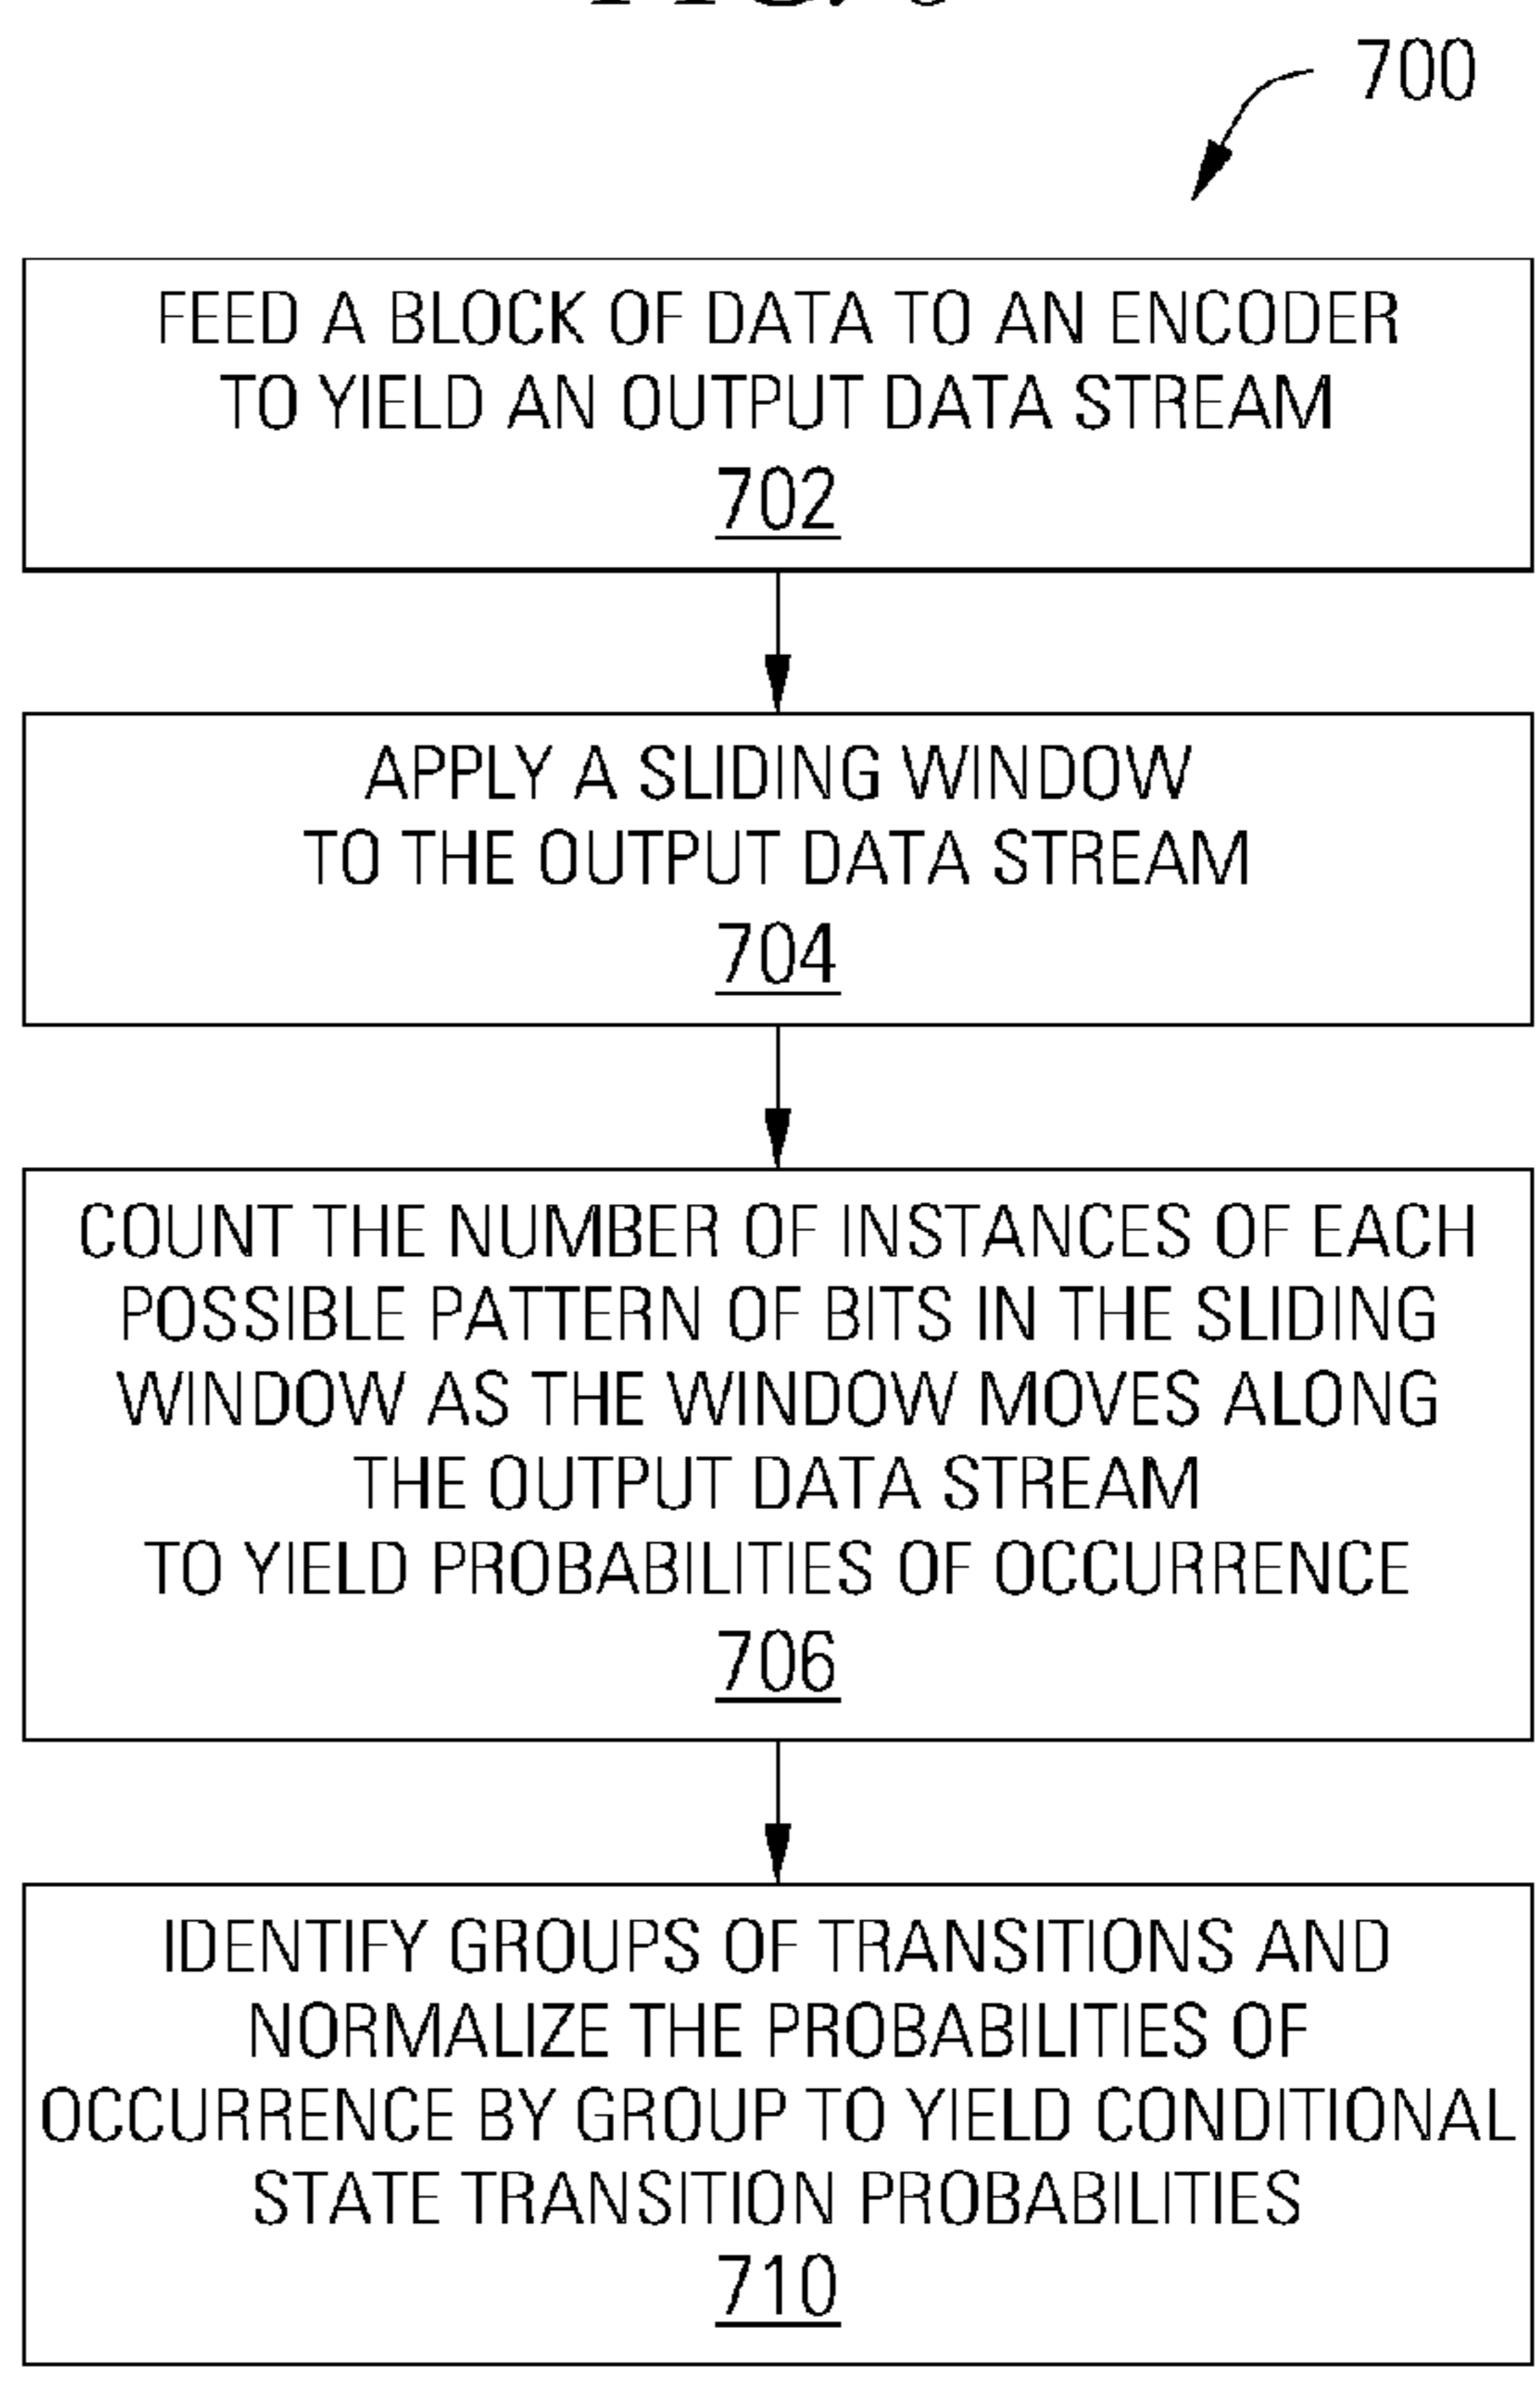 700
FEED A BLOCK OF DATA TO AN ENCODER
TO YIELD AN OUTPUT DATA STREAM
702
APPLY A SLIDING WINDOW
TO THE OUTPUT DATA STREAM
704
COUNT THE NUMBER OF INSTANCES OF EACH
POSSIBLE PATTERN OF BITS IN THE SLIDING
WINDOW AS THE WINDOW MOVES ALONG
THE OUTPUT DATA STREAM
TO YIELD PROBABILITIES OF OCCURRENCE
706
IDENTIFY GROUPS OF TRANSITIONS AND
NORMALIZE THE PROBABILITIES OF
OCCURRENCE BY GROUP TO YIELD CONDITIONAL
STATE TRANSITION PROBABILITIES
710